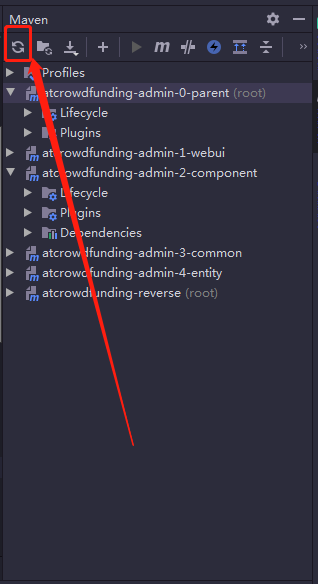 Maven
Profiles
atcrowdfunding-admin-0-parent (root)
Lifecycle
Plugins
atcrowdfunding-admin-1-webui
atcrowdfunding-admin-2-component
Lifecycle
Plugins
Dependencies
atcrowdfunding-admin-3-common
atcrowdfunding-admin-4-entity
atcrowdfunding-reverse (root)